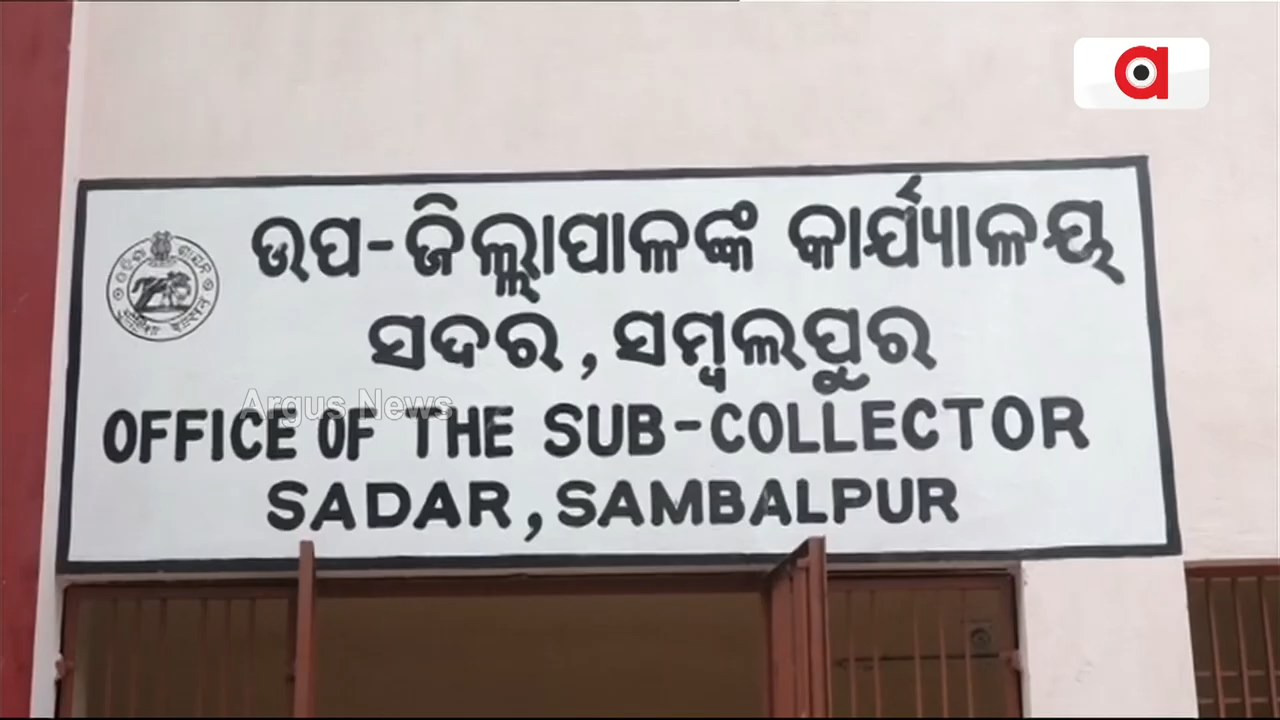 ଉପ-ଜିଲ୍ଲାପାଳଙ୍କ କାର୍ଯ୍ୟାଳୟ
ସଦର, ସମ୍ବଲପୁର
Argus News
OFFICE OF THE SUB-COLLECTOR
SADAR, SAMBALPUR